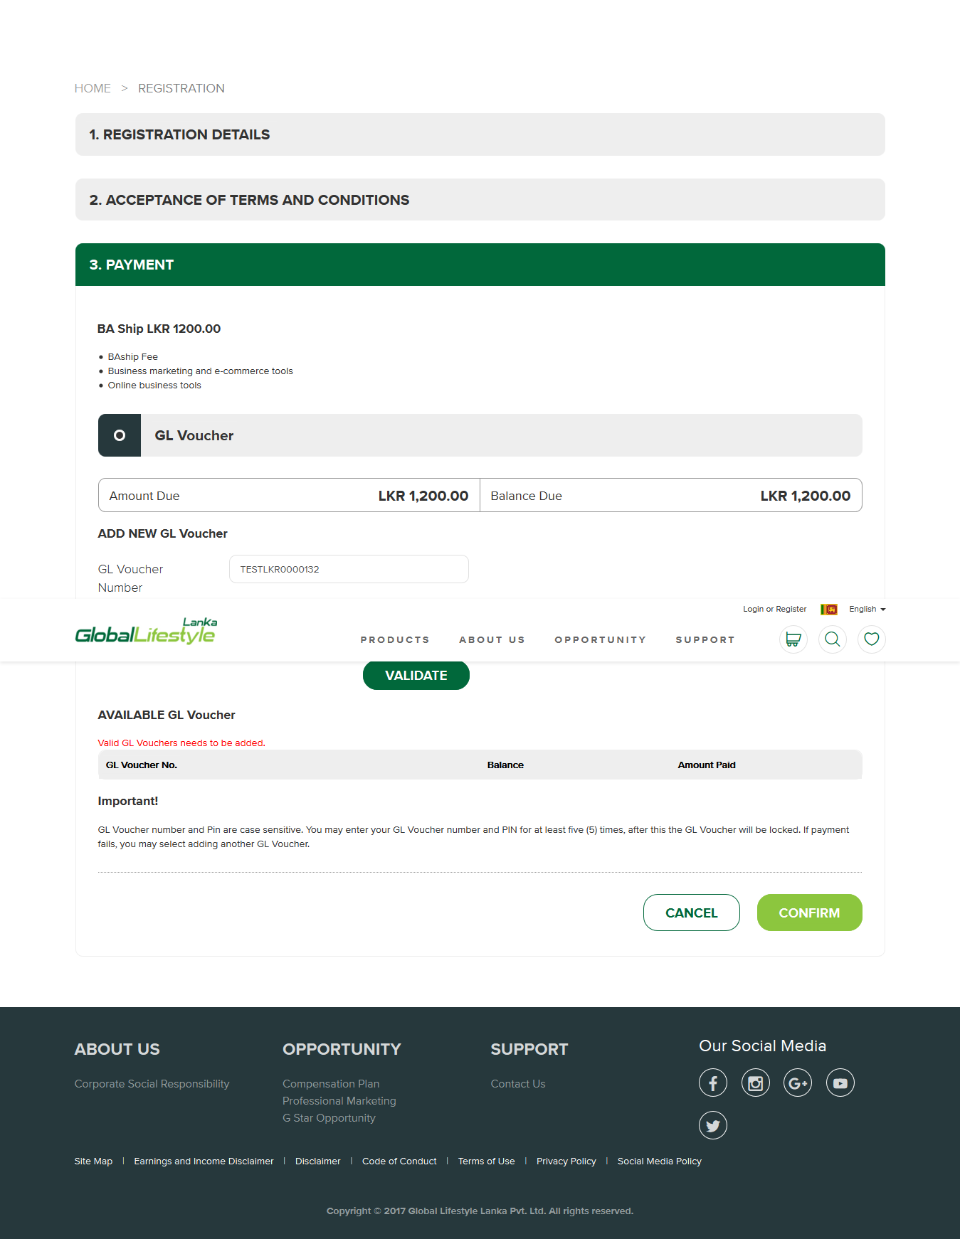 HOME > REGISTRATION
1. REGISTRATION DETAILS
2. ACCEPTANCE OF TERMS AND CONDITIONS
3. PAYMENT
BA Ship LKR 1200.00
• BAship Fee
• Business marketing and e-commerce tools
• Online business tools
GL Voucher
Amount Due LKR 1,200.00 Balance Due LKR 1,200.00
ADD NEW GL Voucher
GL Voucher Number TESTLKR0000132
Login or Register English
Lanka
GlobalLifestyle
PRODUCTS ABOUT US OPPORTUNITY SUPPORT
VALIDATE
AVAILABLE GL Voucher
Valid GL Vouchers needs to be added.
GL Voucher No. Balance Amount Paid
Important!
GL Voucher number and Pin are case sensitive. You may enter your GL Voucher number and PIN for at least five (5) times, after this the GL Voucher will be locked. If payment
fails, you may select adding another GL Voucher.
CANCEL CONFIRM
ABOUT US
Corporate Social Responsibility
OPPORTUNITY
Compensation Plan
Professional Marketing
G Star Opportunity
SUPPORT
Contact Us
Our Social Media
Site Map | Earnings and Income Disclaimer | Disclaimer | Code of Conduct | Terms of Use | Privacy Policy | Social Media Policy
Copyright © 2017 Global Lifestyle Lanka Pvt. Ltd. All rights reserved.